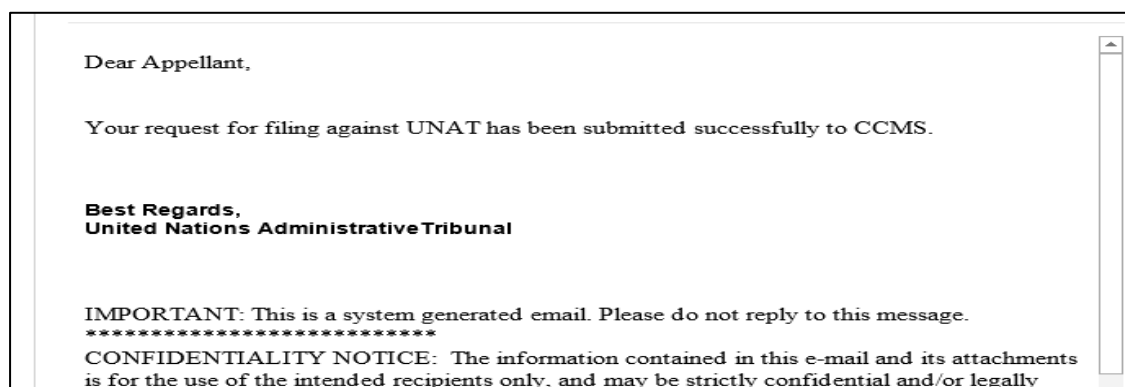 Dear Appellant,
Your request for filing against UNAT has been submitted successfully to CCMS.
Best Regards,
United Nations AdministrativeTribunal
IMPORTANT: This is a system generated email. Please do not reply to this message.
***************************
CONFIDENTIALITY NOTICE:  The information contained in this e-mail and its attachments
is for the use of the intended recipients only, and may be strictly confidential and/or legally